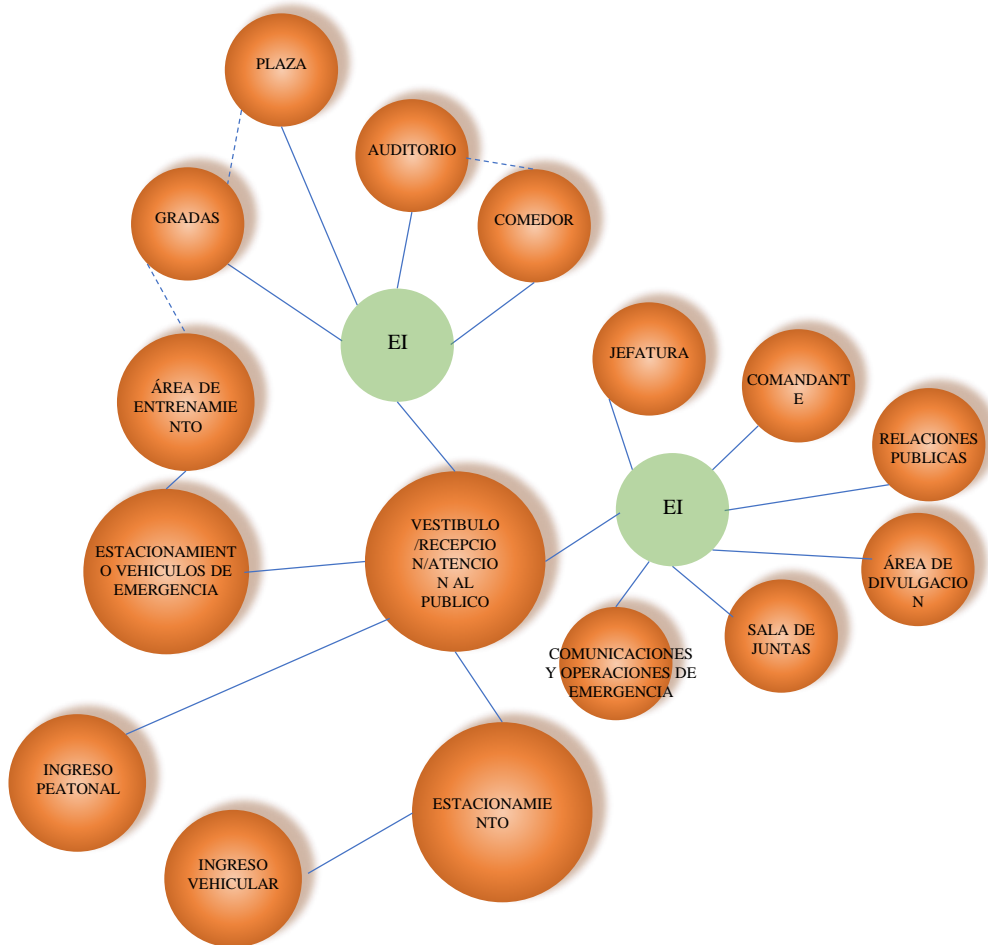 PLAZA
AUDITORIO
COMEDOR
GRADAS
EI
JEFATURA
COMANDANT
E
ÁREA DE
ENTRENAMIE
NTO
RELACIONES
PUBLICAS
EI
VESTIBULO
/RECEPCIO
N/ATENCIO
N AL
PUBLICO
ESTACIONAMIENT
O VEHICULOS DE
EMERGENCIA
ÁREA DE
DIVULGACIO
N
SALA DE
JUNTAS
COMUNICACIONES
Y OPERACIONES DE
EMERGENCIA
INGRESO
PEATONAL
ESTACIONAMIE
NTO
INGRESO
VEHICULAR